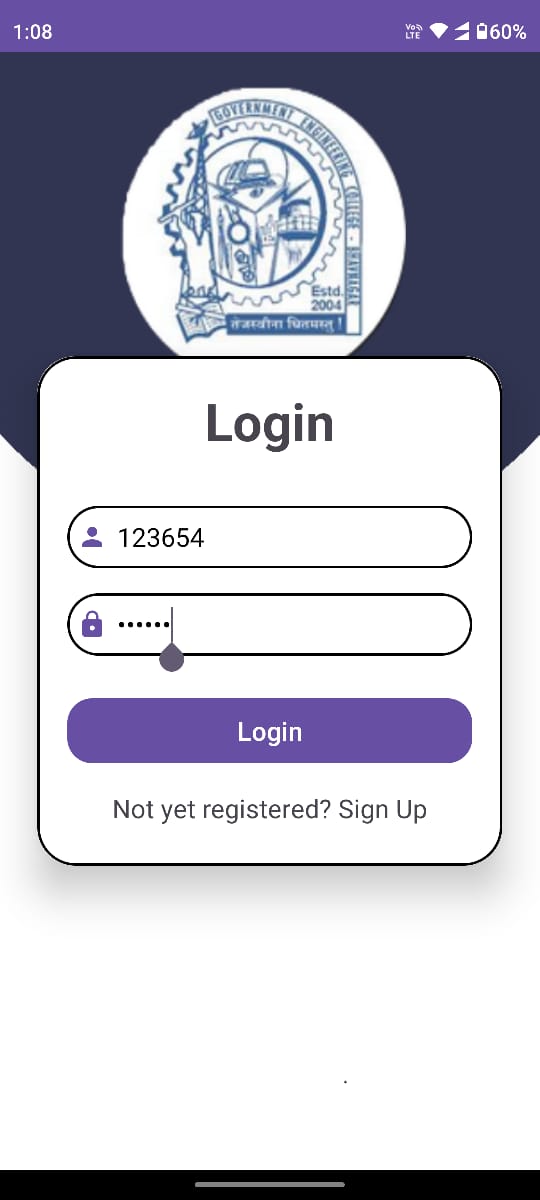 1:08
Vo)) LTE 60%
GOVERNMENT ENGINEERING COLLEGE - BHAVNAGAR
Estd.
2004
तेजस्वीना धितमस्तु !
Login
123654
••••••
Login
Not yet registered? Sign Up